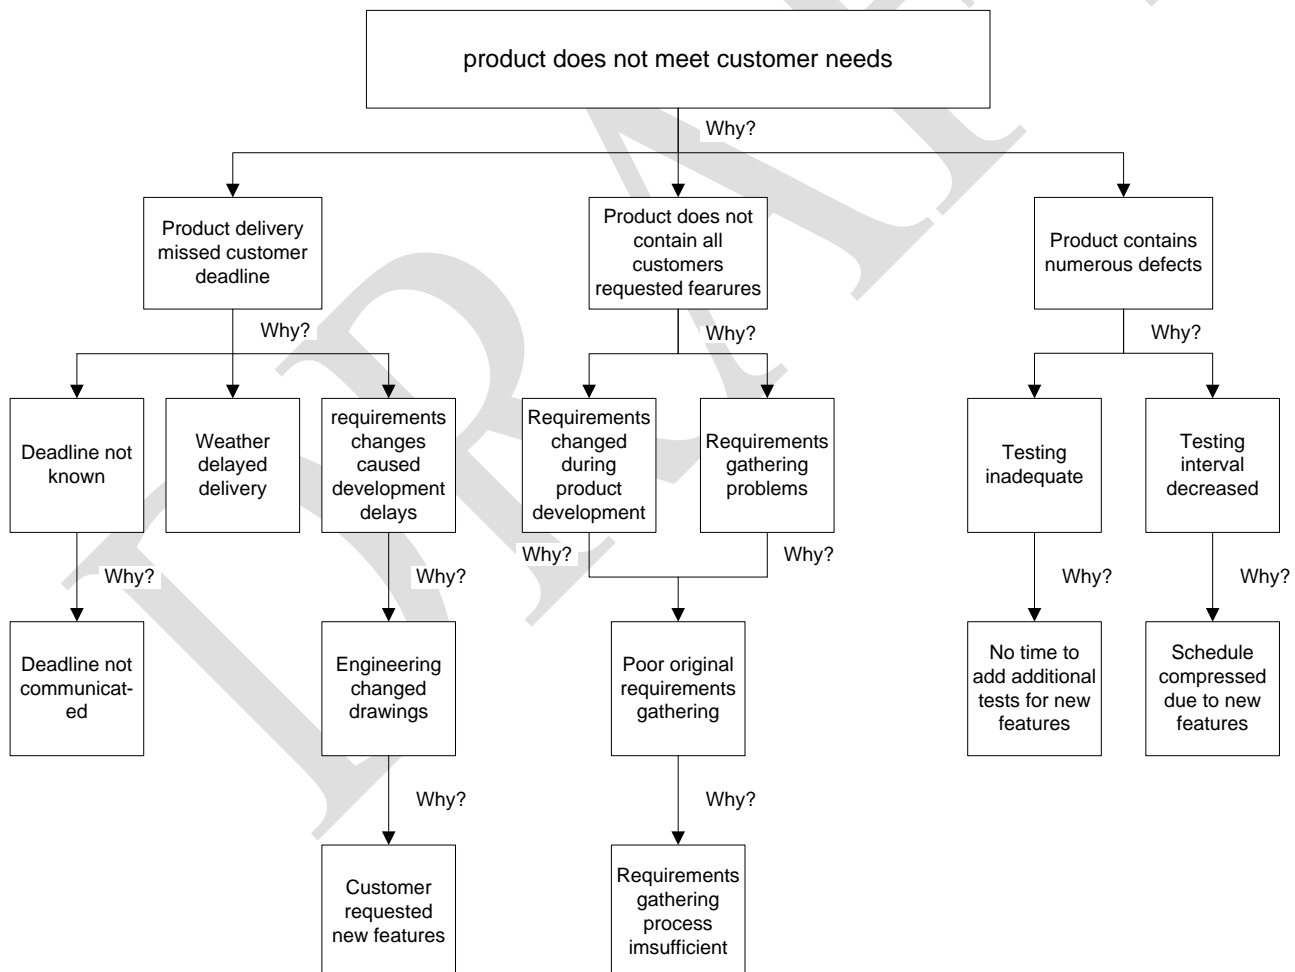 product does not meet customer needs
Why?
Product delivery
missed customer
deadline
Product does not
contain all
customers
requested fearures
Product contains
numerous defects
Why?
Why?
Why?
Deadline not
known
Weather
delayed
delivery
requirements
changes
caused
development
delays
Requirements
changed
during
product
development
Requirements
gathering
problems
Testing
inadequate
Testing
interval
decreased
Why?
Why?
Why?
Why?
Why?
Why?
Deadline not
communicat-
ed
Engineering
changed
drawings
Poor original
requirements
gathering
No time to
add additional
tests for new
features
Schedule
compressed
due to new
features
Why?
Why?
Customer
requested
new features
Requirements
gathering
process
imsufficient
DRAF